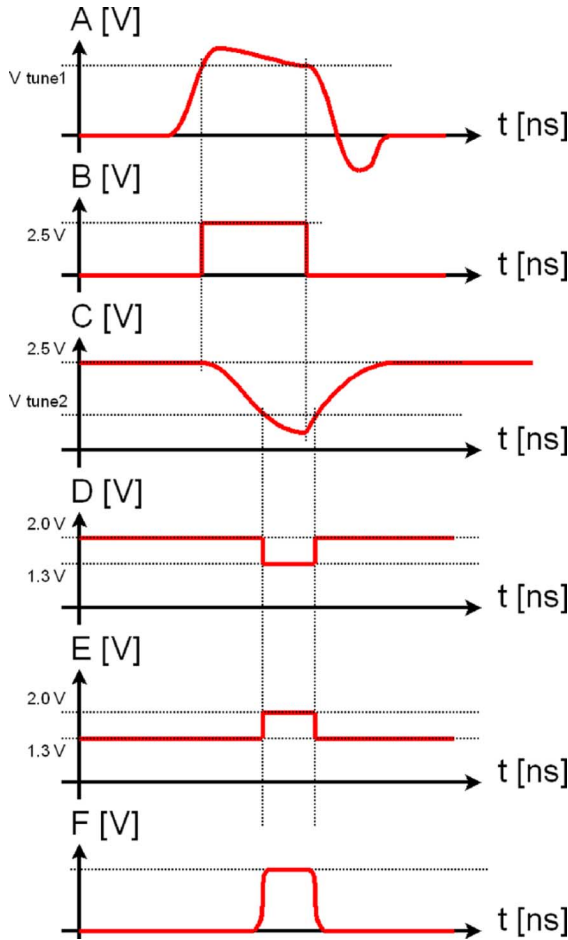 A [V]
V tune1
t [ns]
B [V]
2.5 V
t [ns]
C [V]
2.5 V
V tune2
t [ns]
D [V]
2.0 V
1.3 V
t [ns]
E [V]
2.0 V
1.3 V
t [ns]
F [V]
t [ns]